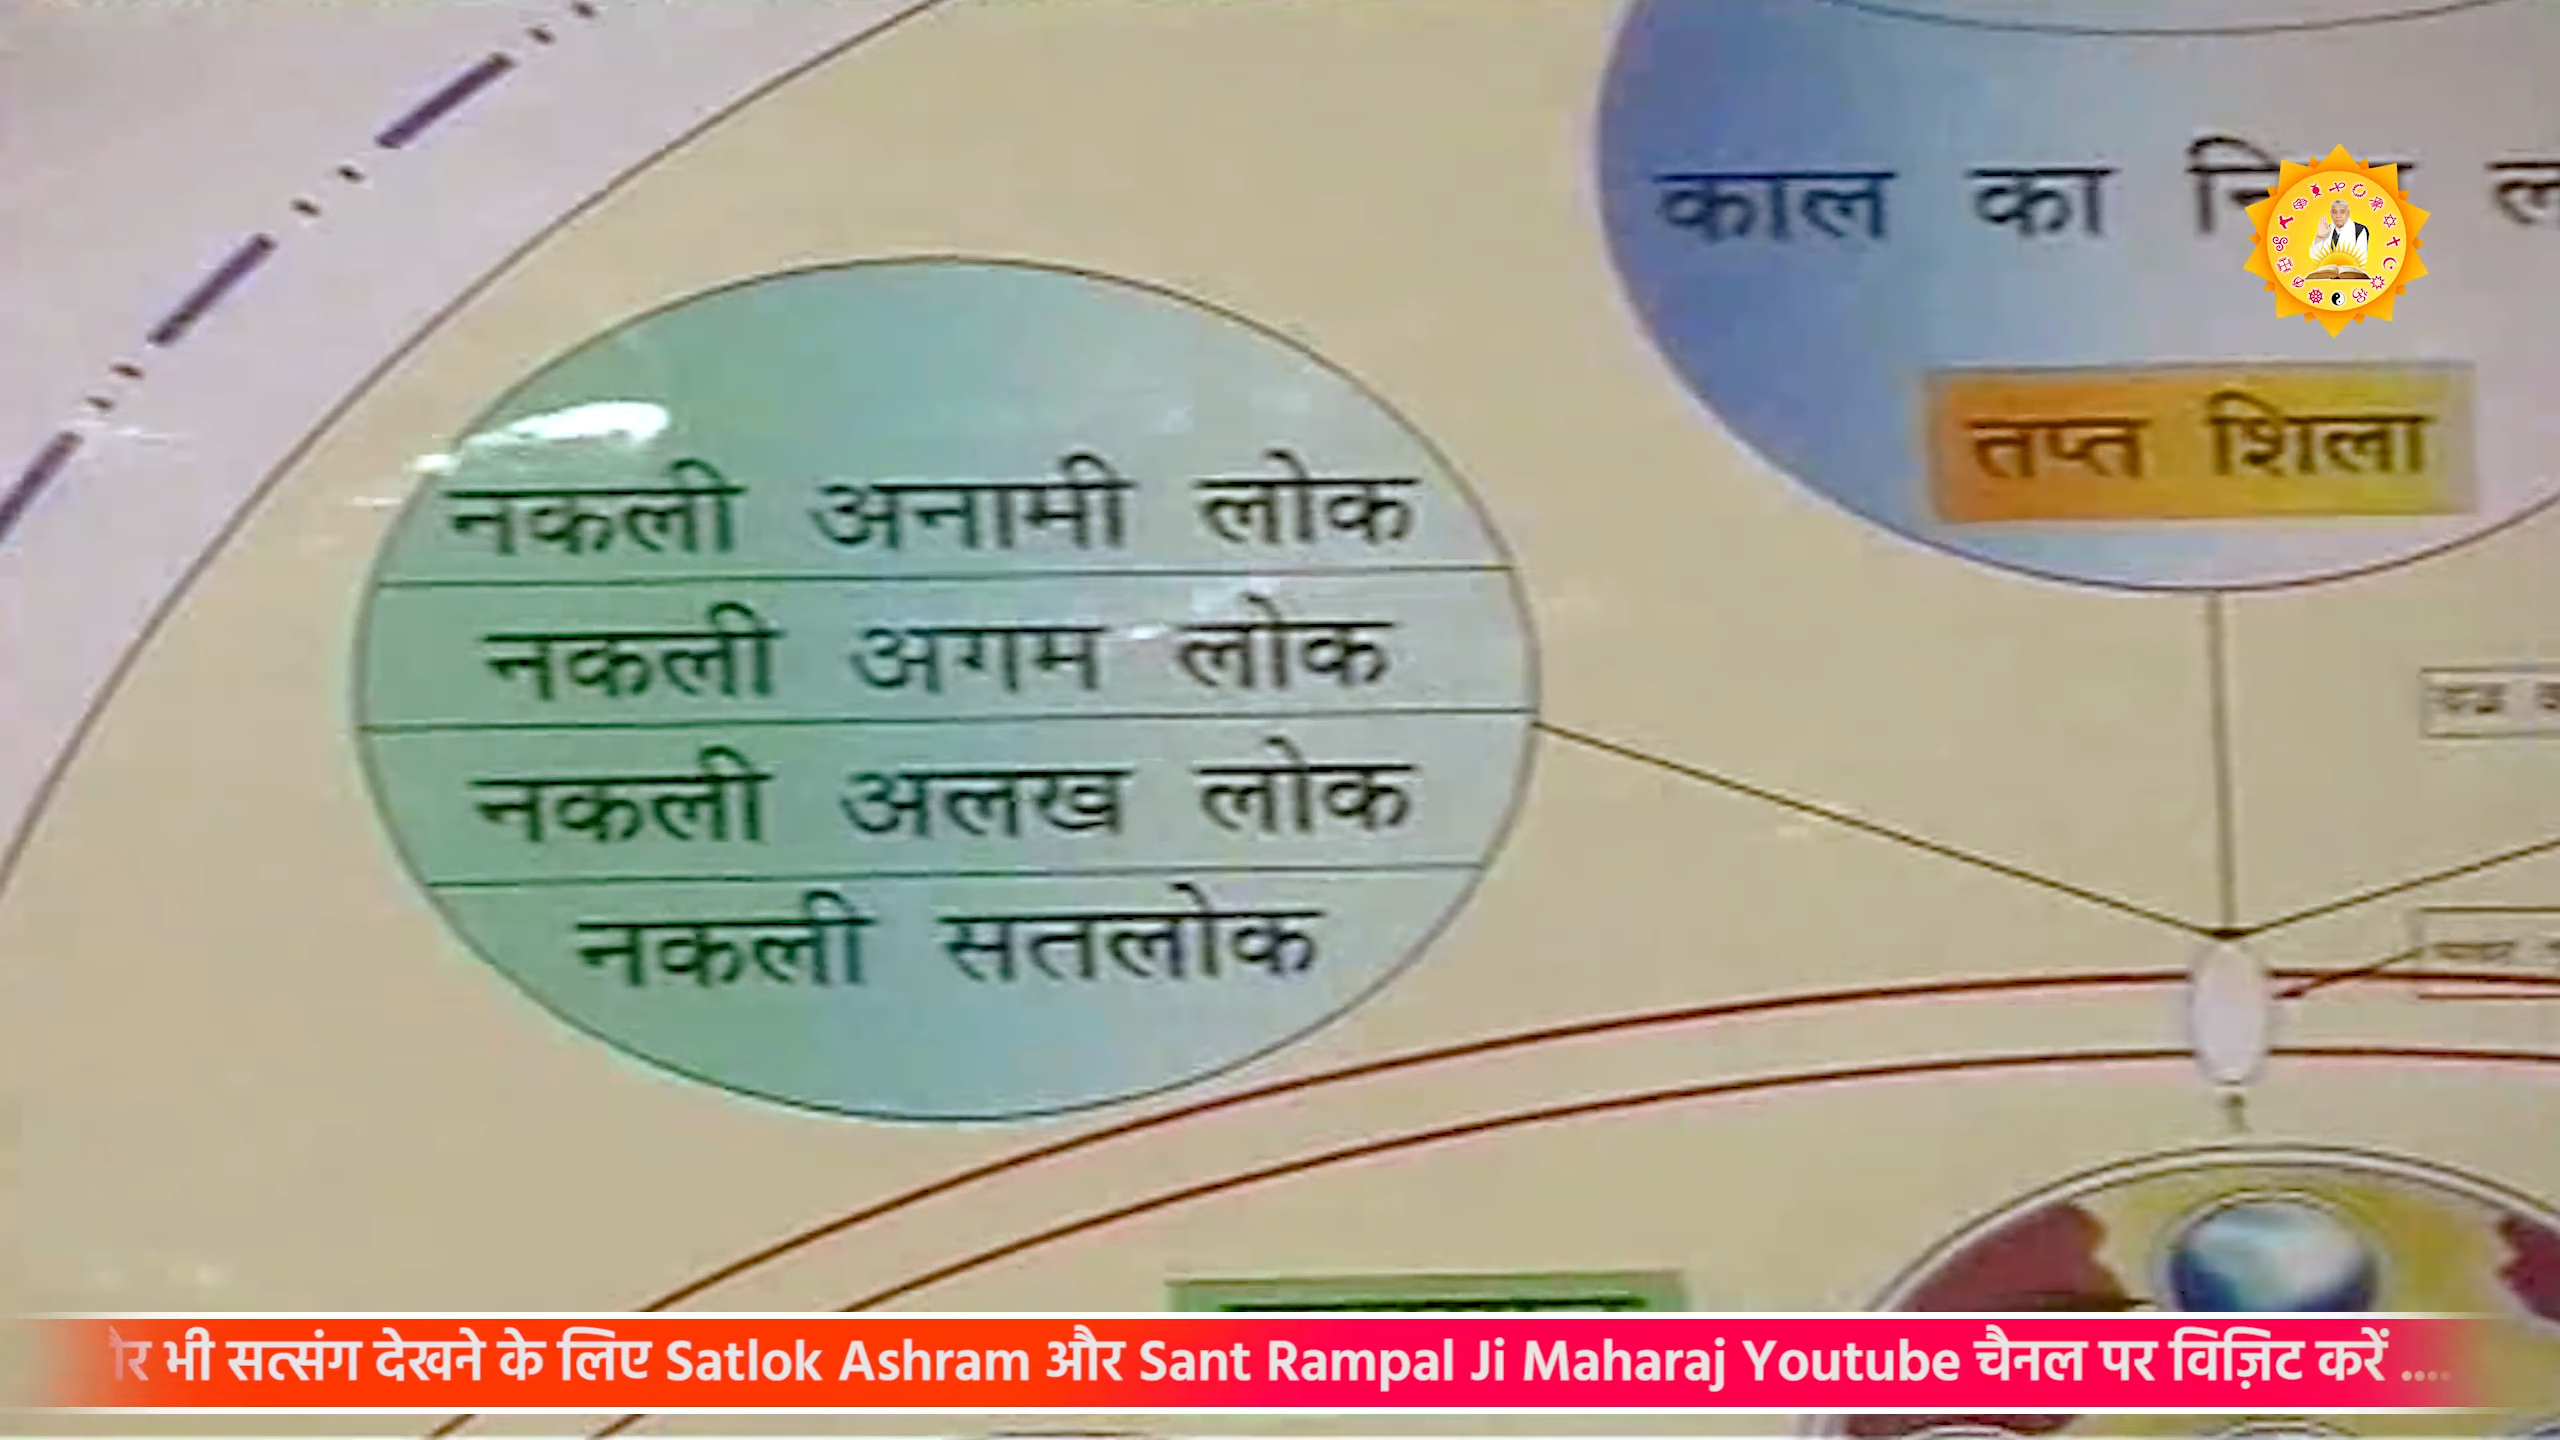 काल का
तप्त शिला
नकली अनामी लोक
नकली अगम लोक
नकली अलख लोक
नकली सतलोक
भी सत्संग देखने के लिए Satlok Ashram और Sant Rampal Ji Maharaj Youtube चैनल पर विज़िट करें ....